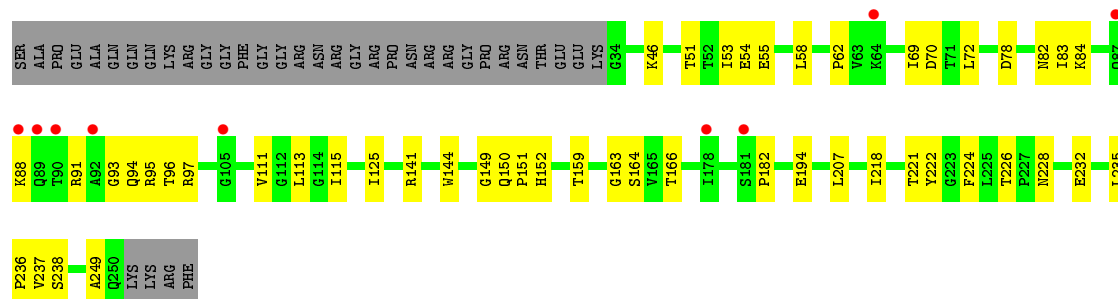 SER ALA PRO GLU GLU ALA GLN GLN GLN LYS ARG GLY GLY PHE GLY GLY ARG ASN ARG GLY ARG PRO ASN ARG ARG GLY PRO ARG ASN THR GLU GLU LYS G34 K46 T51 T52 I53 E54 E55 L58 P62 V63 K64 I69 D70 T71 L72 D78 N82 I83 K84 Q87
K88 Q89 T90 R91 A92 G93 Q94 R95 T96 R97 G105 V111 G112 L113 G114 I115 I125 R141 W144 G149 Q150 P151 H152 T159 G163 S164 V165 T166 I178 S181 P182 E194 L207 I218 T221 Y222 G223 F224 L225 T226 P227 N228 E232 L235
P236 V237 S238 A249 Q250 LYS LYS ARG PHE